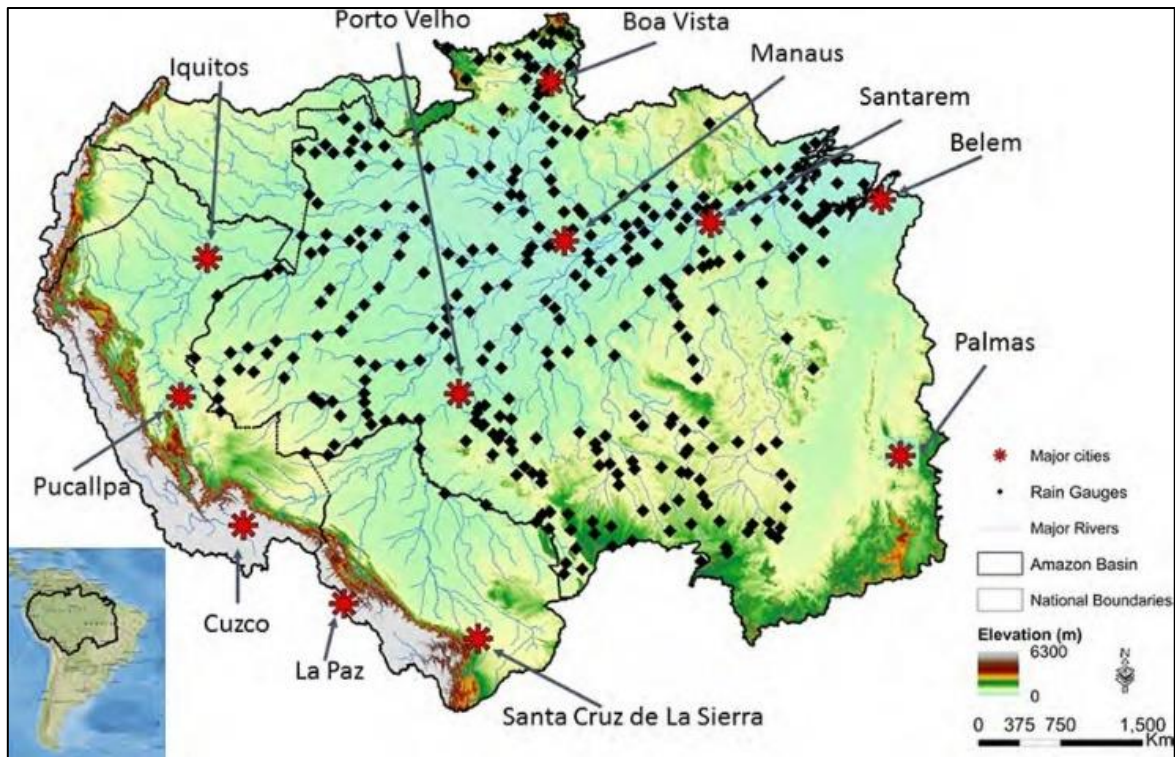 Porto Velho
Boa Vista
Iquitos
Manaus
Santarem
Belem
Palmas
Pucallpa
Cuzco
La Paz
Santa Cruz de La Sierra
Major cities
Rain Gauges
Major Rivers
Amazon Basin
National Boundaries
Elevation (m)
6300
0
N
0 375 750 1,500
Km